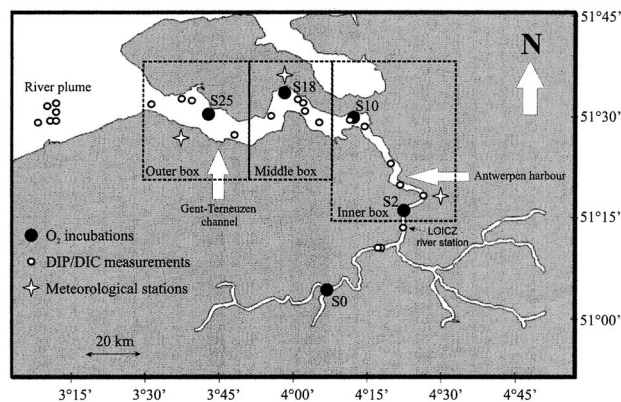 51°45'
N
River plume
S18
S25
S10
51°30'
Outer box
Middle box
Antwerpen harbour
Gent-Terneuzen
channel
S2
Inner box
51°15'
O₂ incubations
LOICZ
river station
DIP/DIC measurements
Meteorological stations
S0
51°00'
20 km
3°15' 3°30' 3°45' 4°00' 4°15' 4°30' 4°45'